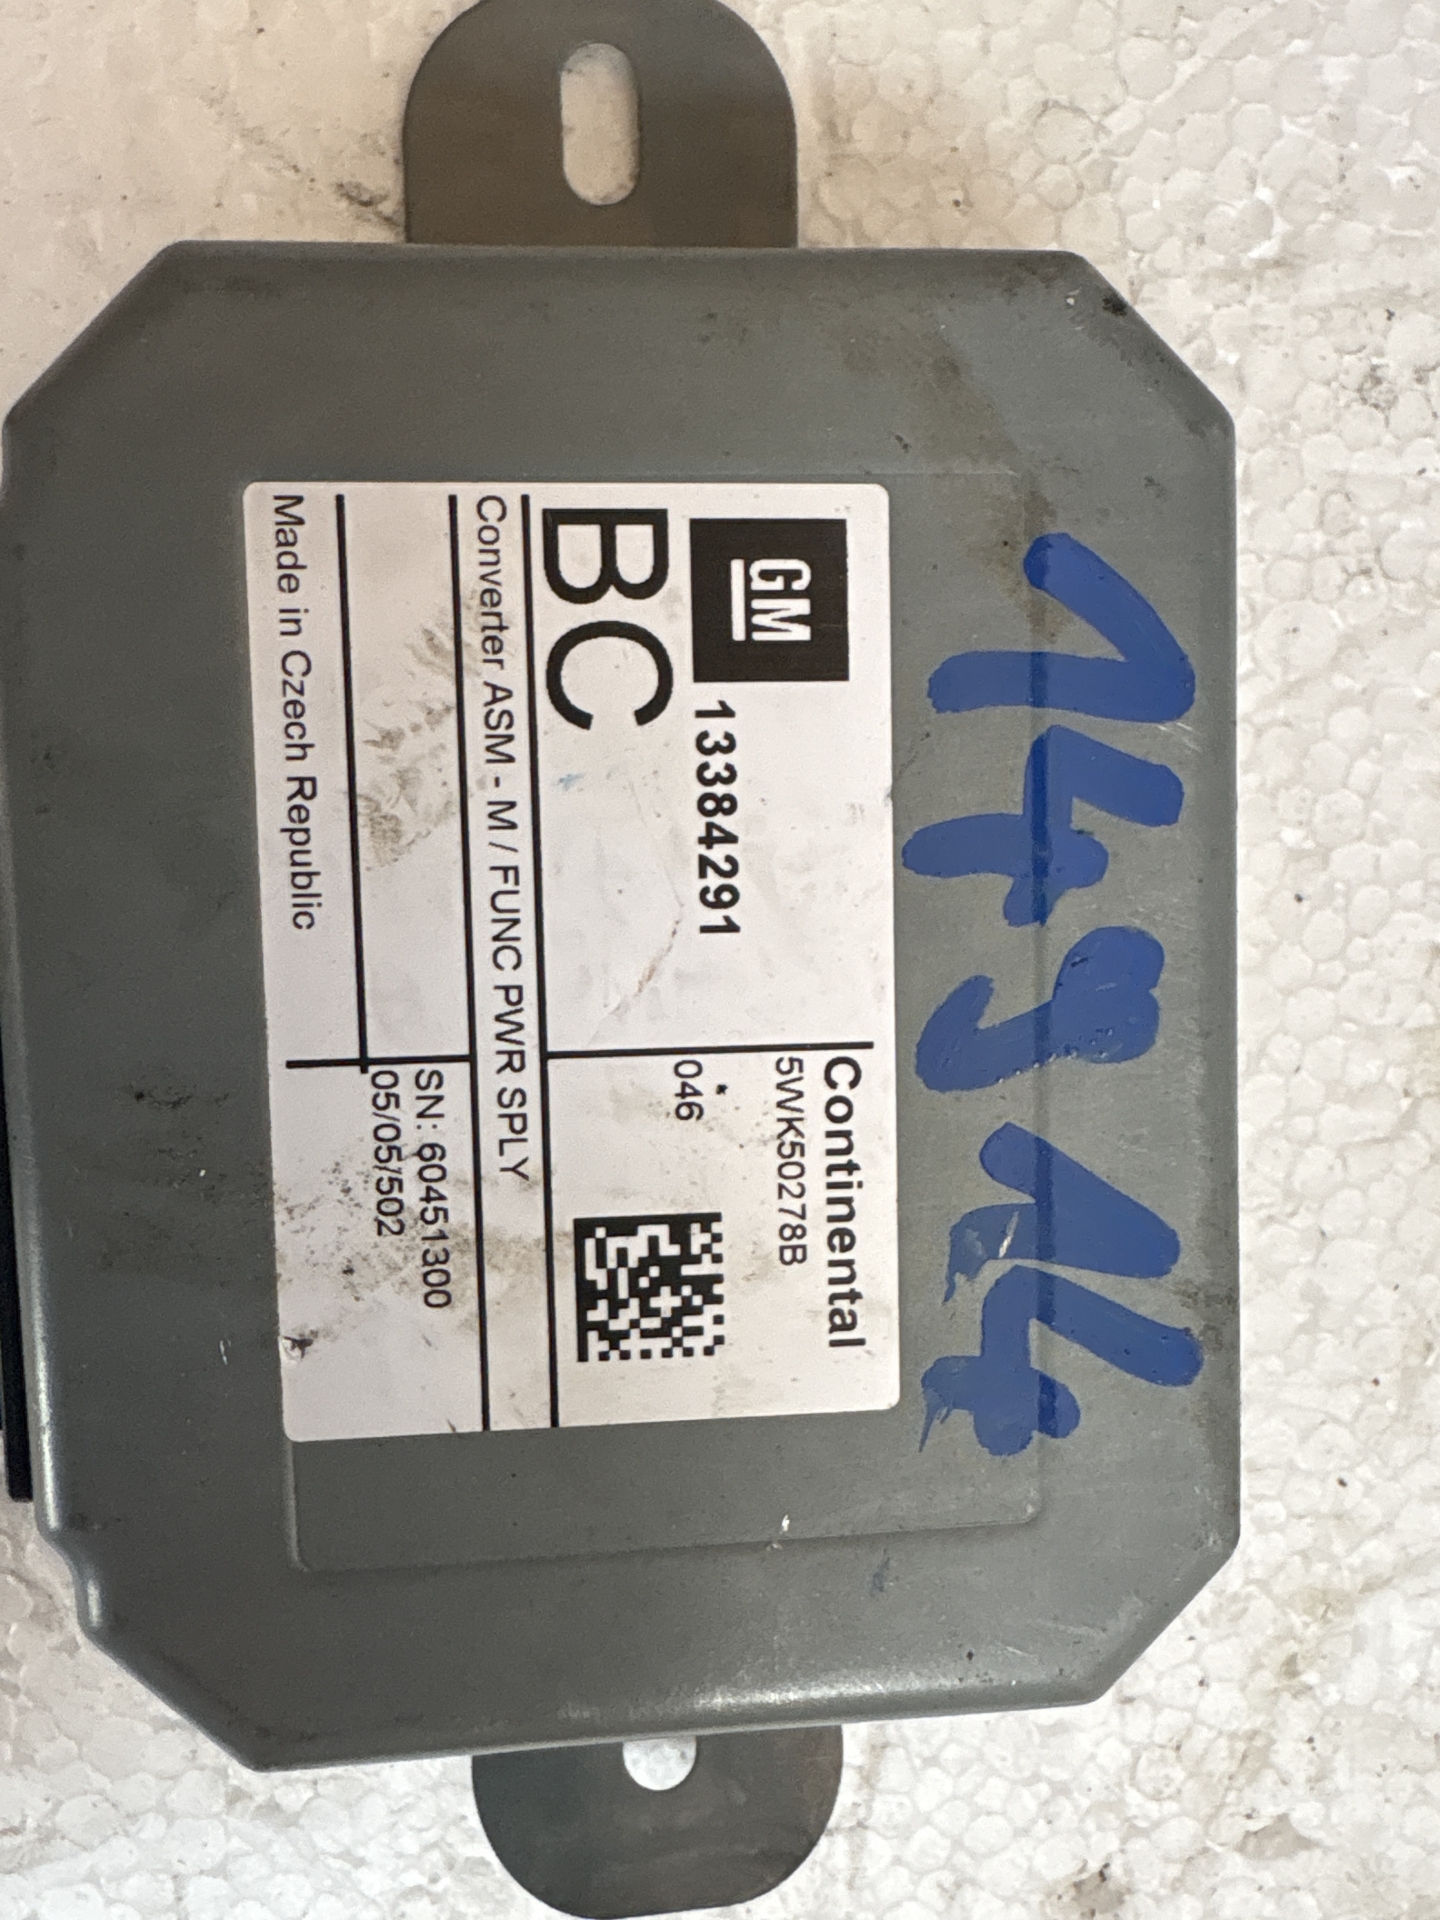 14914
GM
13384291
BC
Continental
5WK50278B
*
046
Converter ASM - M / FUNC PWR SPLY
SN: 60451300
05/05/502
Made in Czech Republic